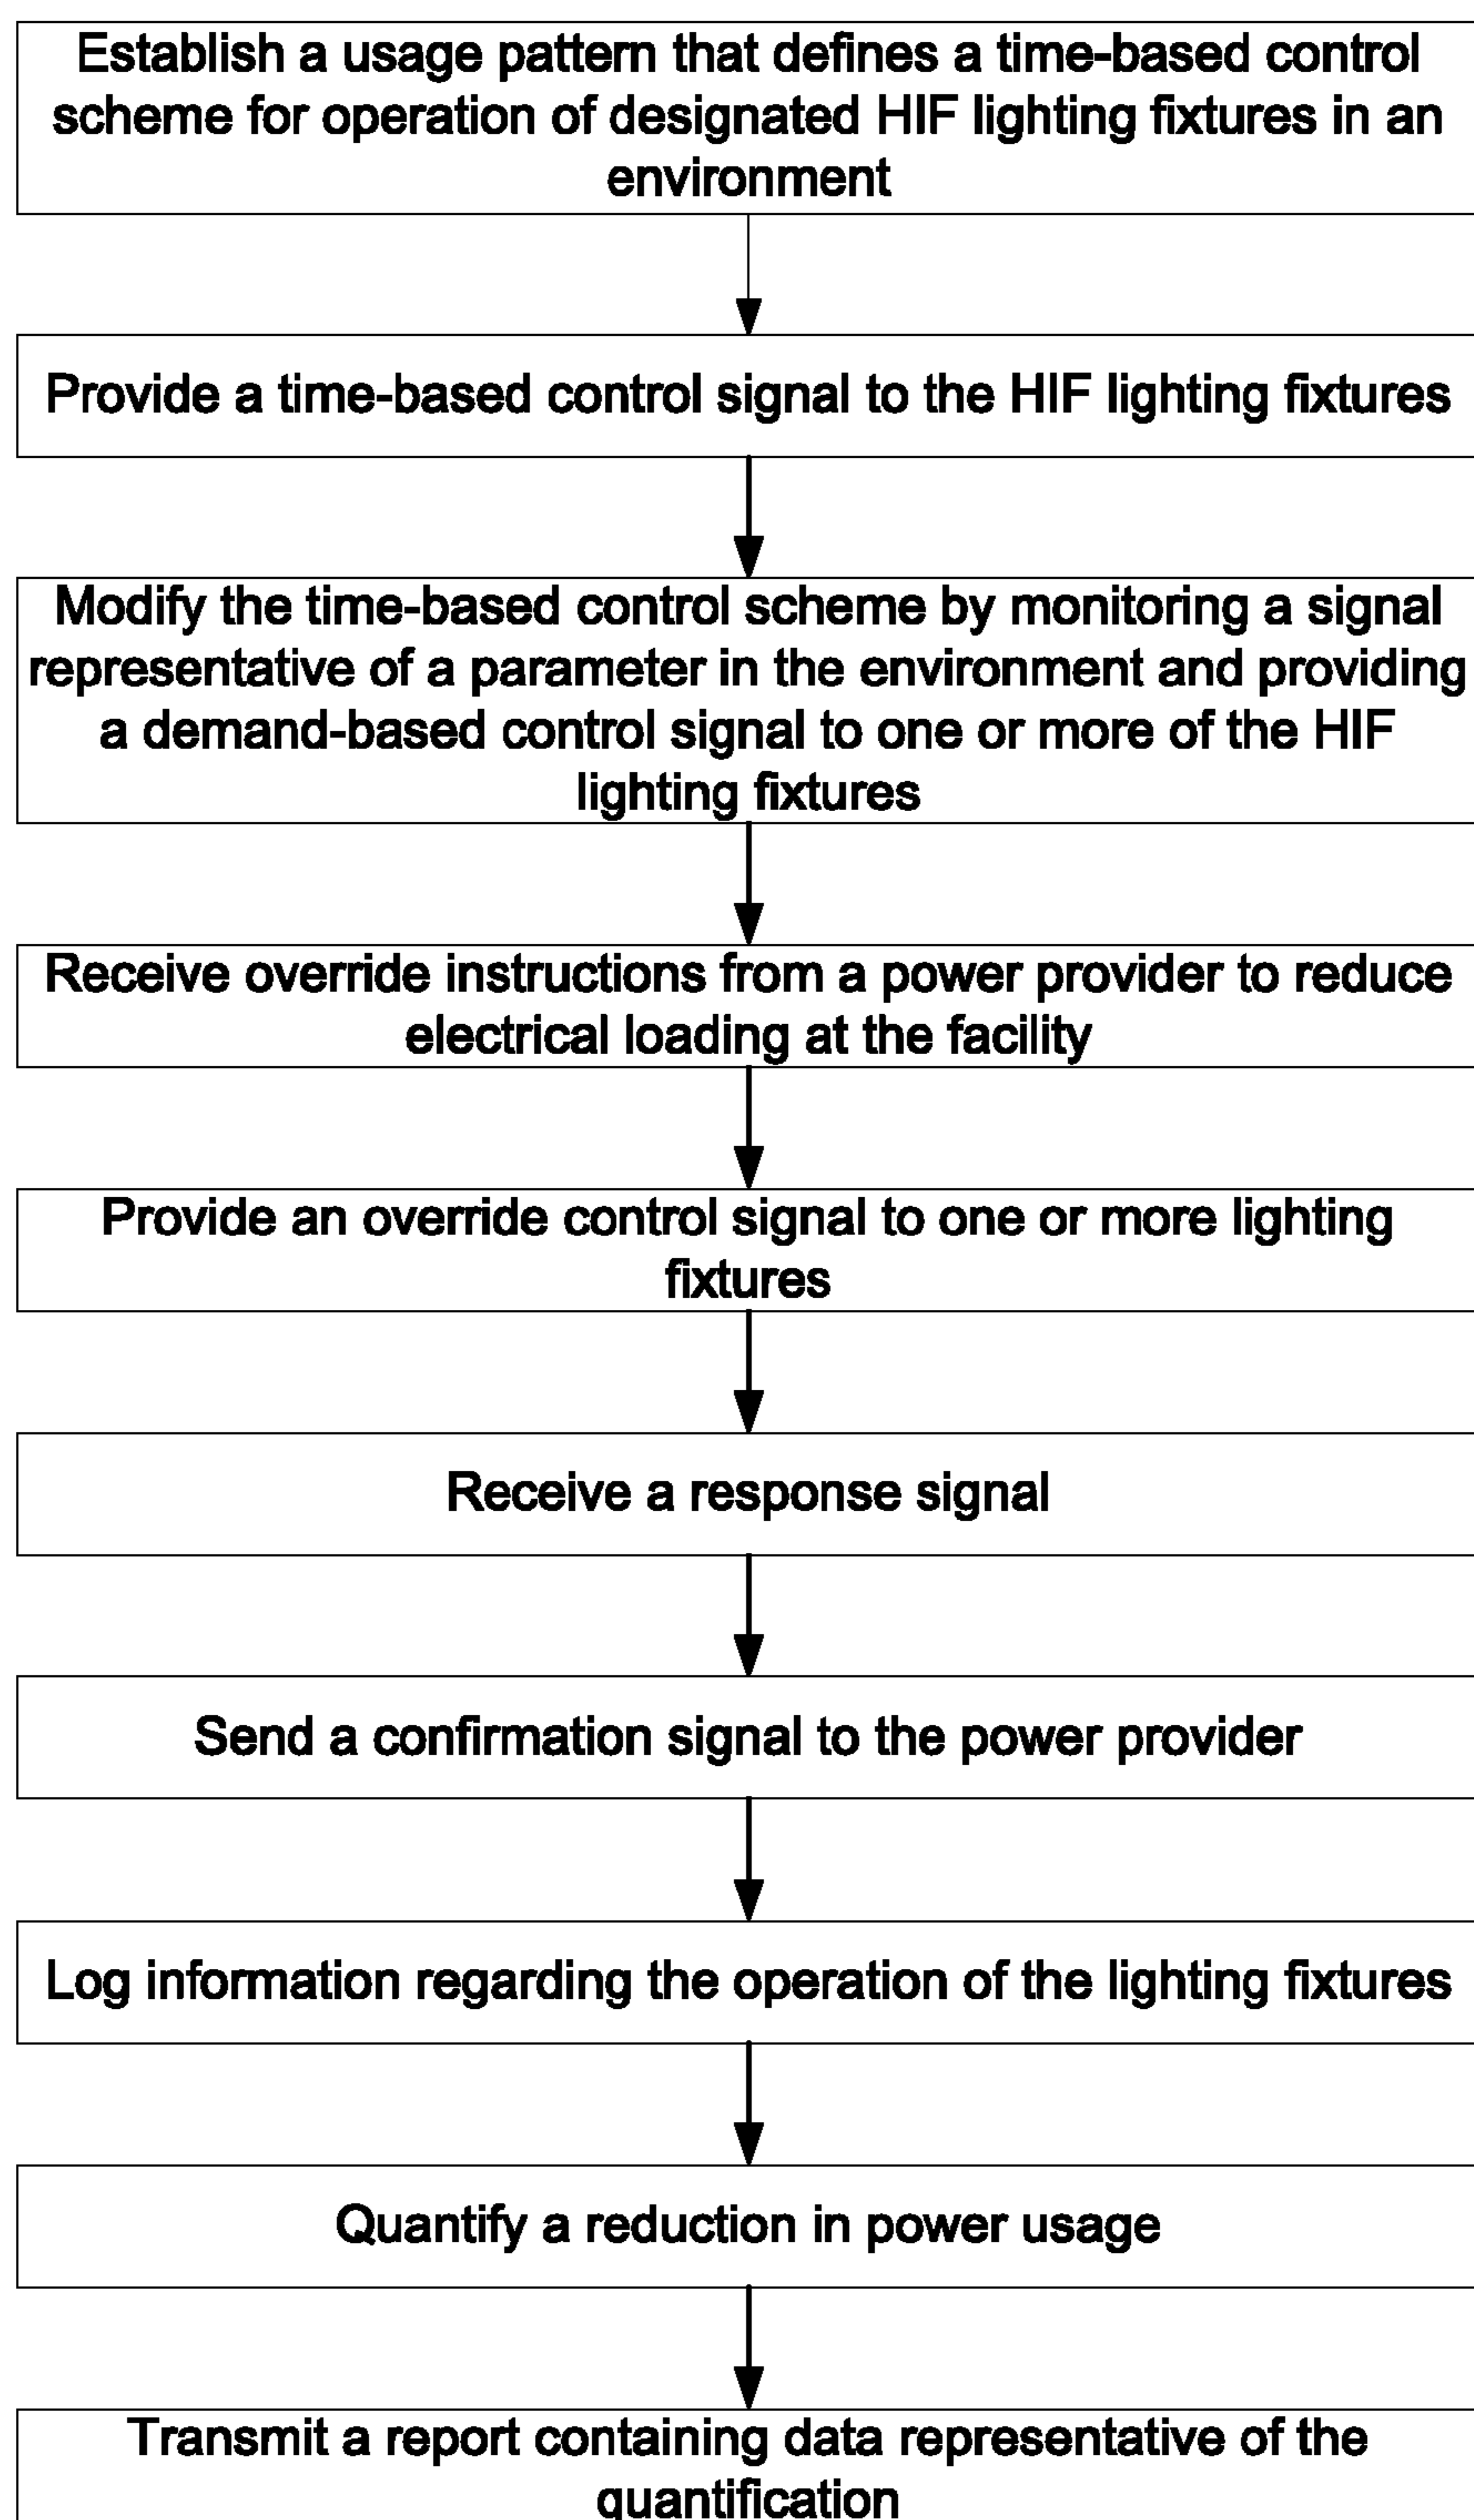 Establish a usage pattern that defines a time-based control
scheme for operation of designated HIF lighting fixtures in an
environment
Provide a time-based control signal to the HIF lighting fixtures
Modify the time-based control scheme by monitoring a signal
representative of a parameter in the environment and providing
a demand-based control signal to one or more of the HIF
lighting fixtures
Receive override instructions from a power provider to reduce
electrical loading at the facility
Provide an override control signal to one or more lighting
fixtures
Receive a response signal
Send a confirmation signal to the power provider
Log information regarding the operation of the lighting fixtures
Quantify a reduction in power usage
Transmit a report containing data representative of the
quantification